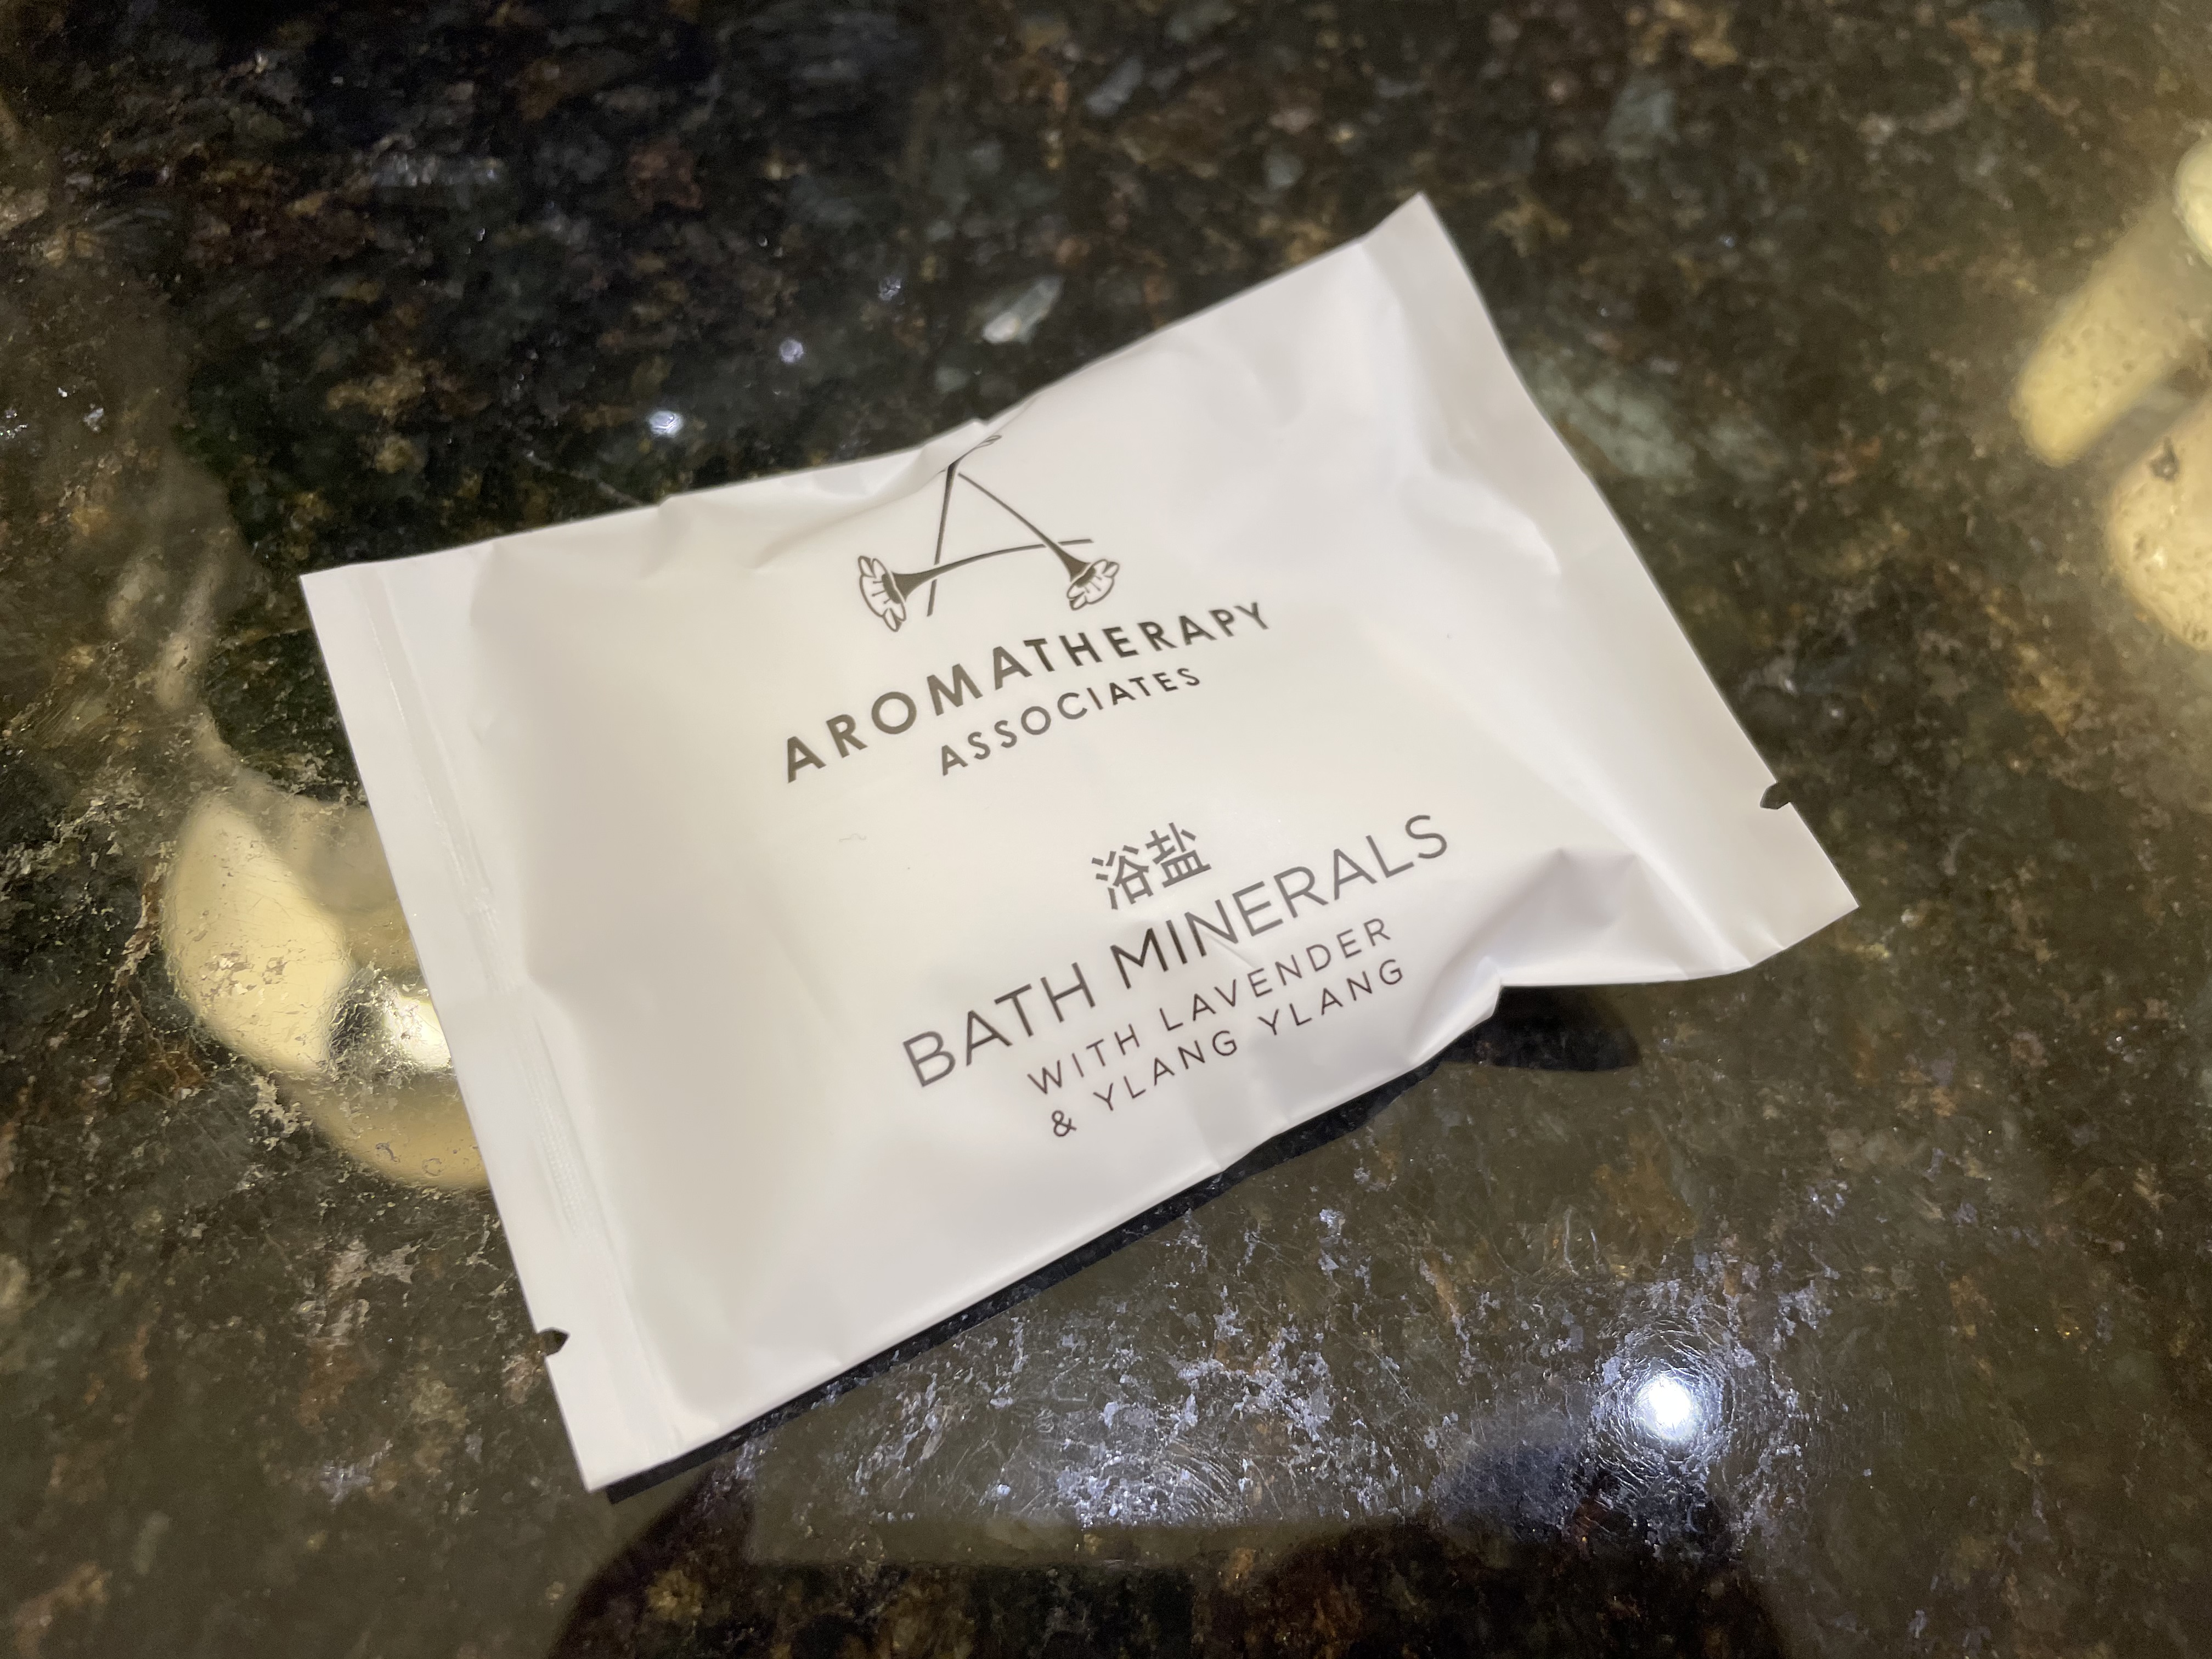 AROMATHERAPY
ASSOCIATES
浴盐
BATH MINERALS
WITH LAVENDER
& YLANG YLANG